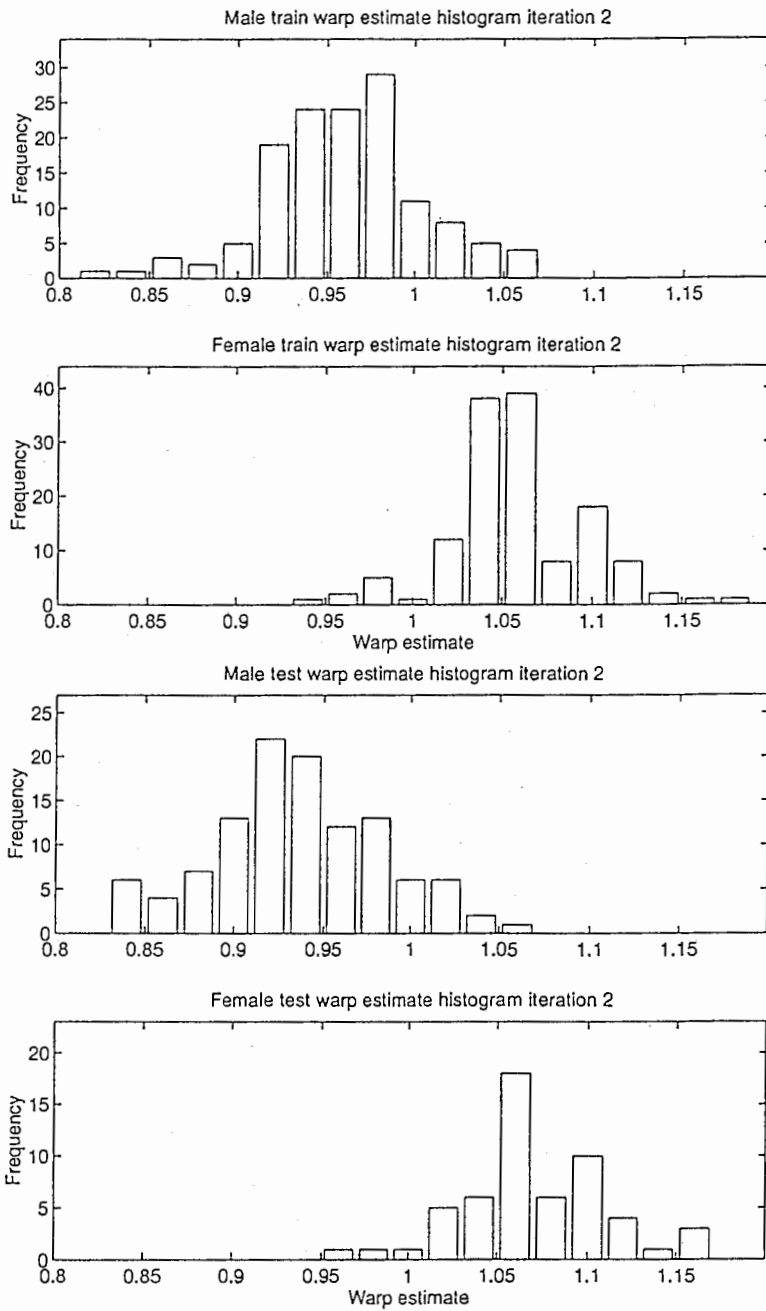 Male train warp estimate histogram iteration 2
30
25
20
15
10
5
0
Frequency
0.8 0.85 0.9 0.95 1 1.05 1.1 1.15
Female train warp estimate histogram iteration 2
40
30
20
10
0
Frequency
0.8 0.85 0.9 0.95 1 1.05 1.1 1.15
Warp estimate
Male test warp estimate histogram iteration 2
25
20
15
10
5
0
Frequency
0.8 0.85 0.9 0.95 1 1.05 1.1 1.15
Female test warp estimate histogram iteration 2
20
15
10
5
0
Frequency
0.8 0.85 0.9 0.95 1 1.05 1.1 1.15
Warp estimate